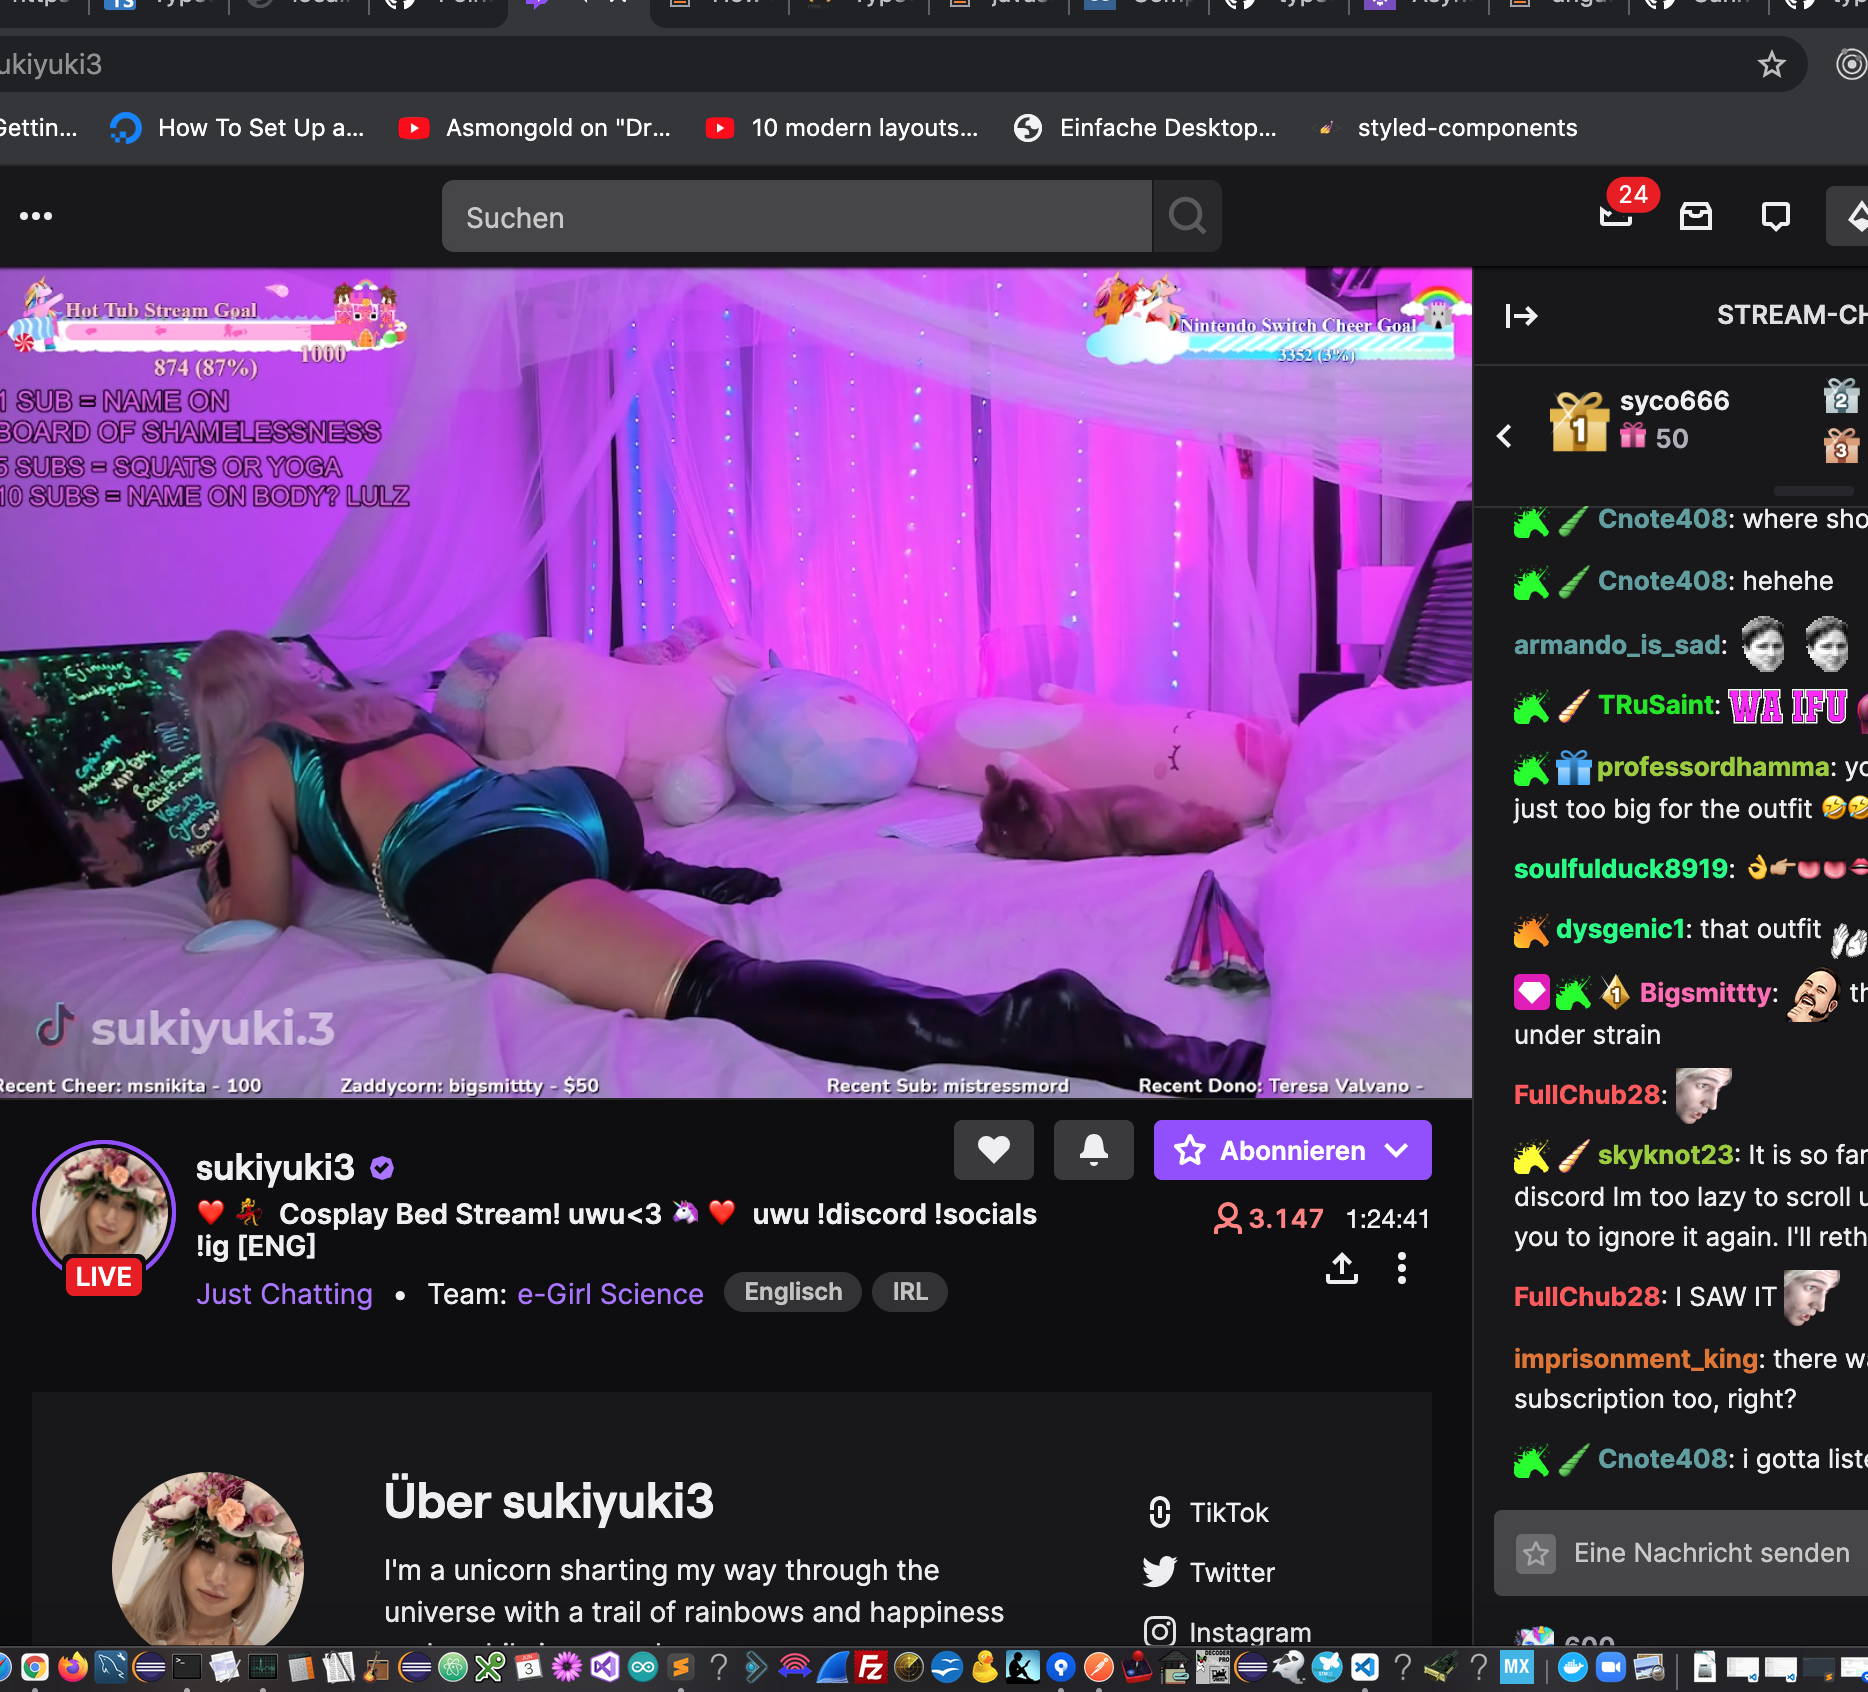 ukiyuki3
Gettin...
How To Set Up a...
Asmongold on "Dr...
10 modern layouts...
Einfache Desktop...
styled-components
Suchen
24
Hot Tub Stream Goal
1000
874 (87%)
1 SUB = NAME ON
BOARD OF SHAMELESSNESS
5 SUBS = SQUATS OR YOGA
10 SUBS = NAME ON BODY? LULZ
Nintendo Switch Cheer Goal
3352 (3%)
sukiyuki.3
Recent Cheer: msnikita - 100
Zaddycorn: bigsmittty - $50
Recent Sub: mistressmord
Recent Dono: Teresa Valvano -
sukiyuki3
Cosplay Bed Stream! uwu<3 uwu !discord !socials
!ig [ENG]
Just Chatting • Team: e-Girl Science Englisch IRL
LIVE
Abonnieren
3.147 1:24:41
Über sukiyuki3
I'm a unicorn sharting my way through the
universe with a trail of rainbows and happiness
TikTok
Twitter
Instagram
STREAM-CH
1 syco666
50
2
3
Cnote408: where sho
Cnote408: hehehe
armando_is_sad:
TRuSaint: WA IFU
professordhamma: yo
just too big for the outfit
soulfulduck8919:
dysgenic1: that outfit
1 Bigsmittty: th
under strain
FullChub28:
skyknot23: It is so far
discord Im too lazy to scroll u
you to ignore it again. I'll reth
FullChub28: I SAW IT
imprisonment_king: there wa
subscription too, right?
Cnote408: i gotta liste
Eine Nachricht senden
600
3
FZ
MX